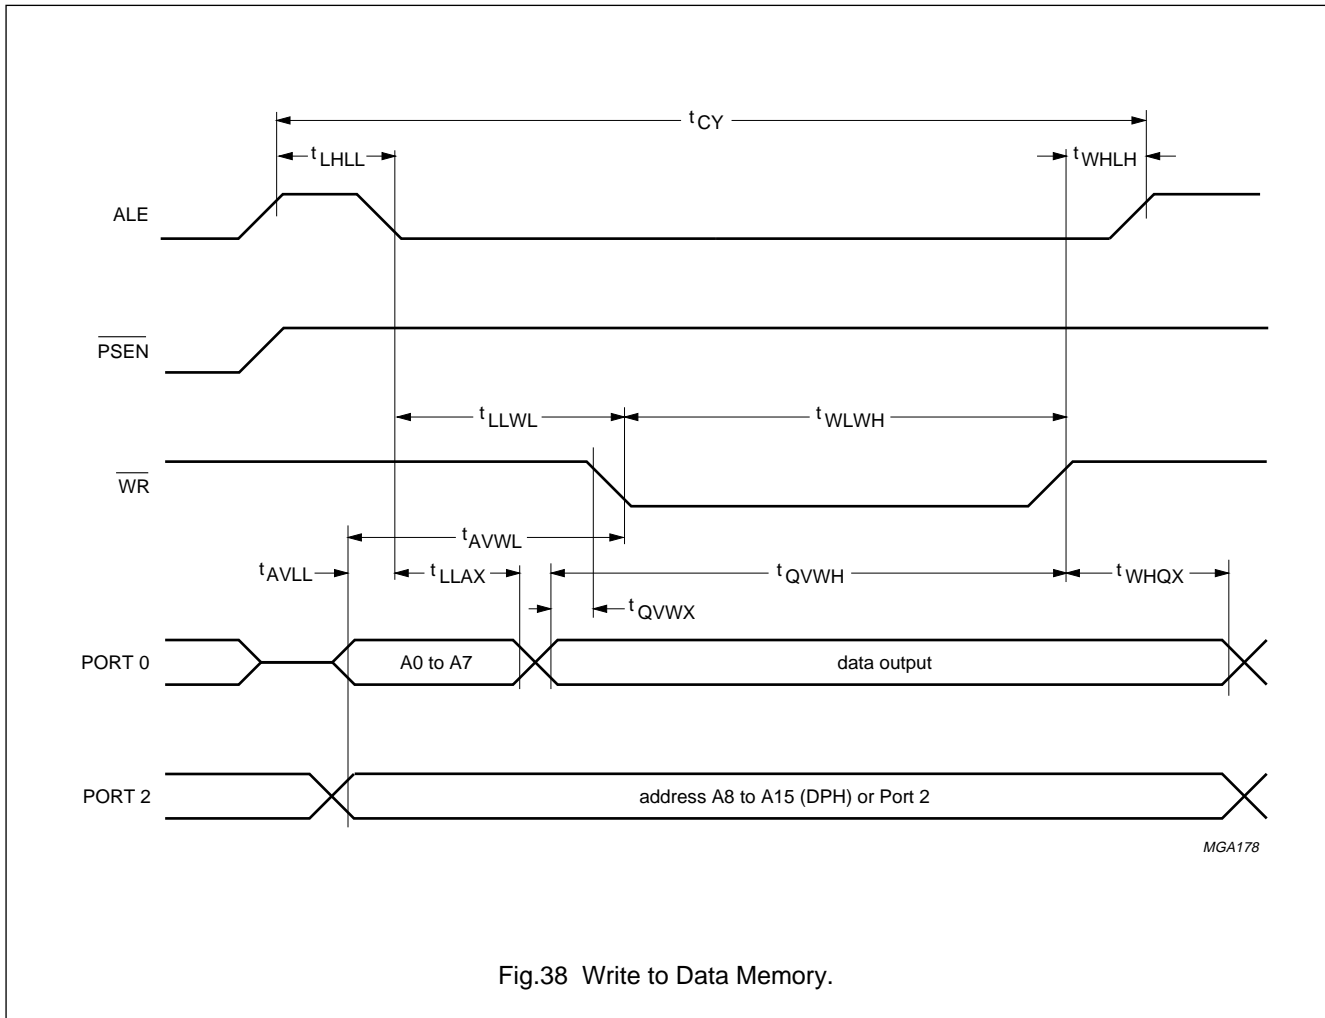 tCY
tLHLL
tWHLH
ALE
PSEN
tLLWL
tWLWH
WR
tAVWL
tAVLL
tLLAX
tQVWH
tWHQX
tQVWX
PORT 0
A0 to A7
data output
PORT 2
address A8 to A15 (DPH) or Port 2
MGA178
Fig.38 Write to Data Memory.